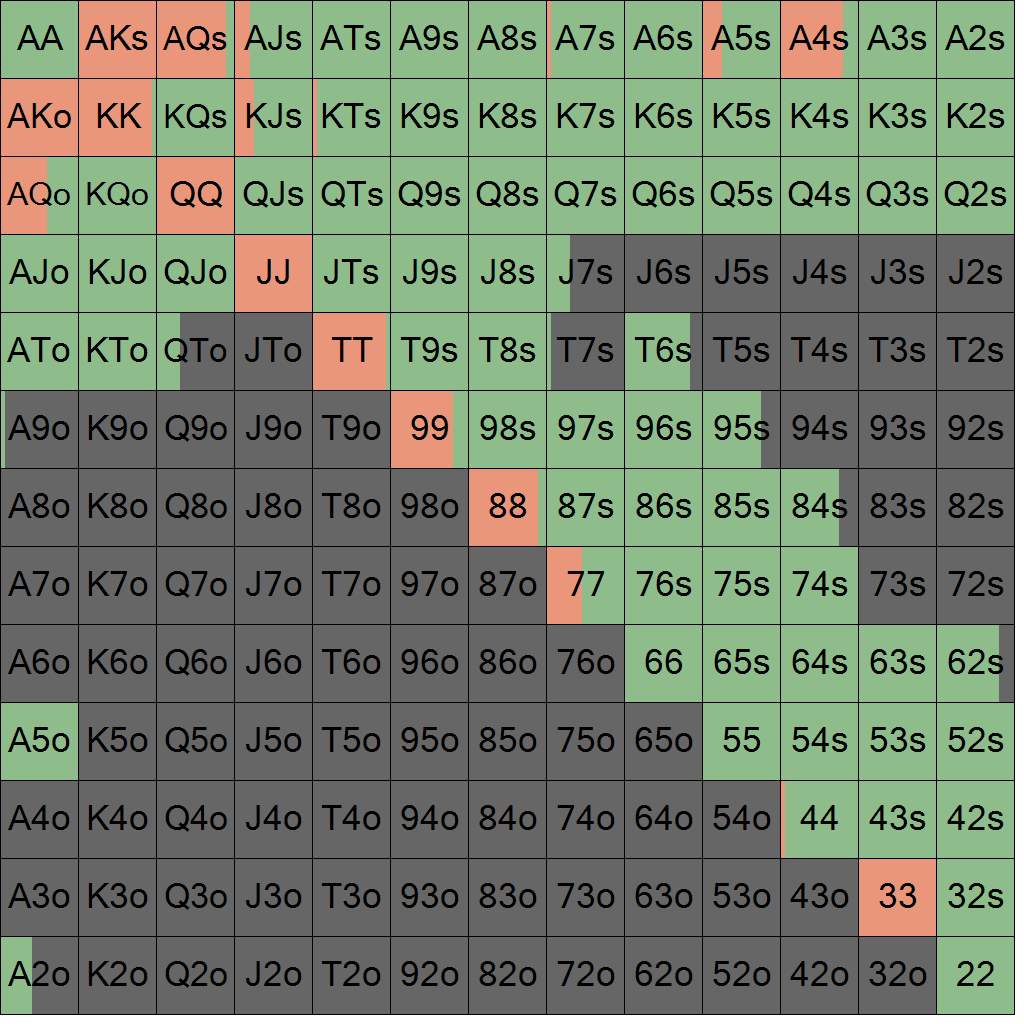 AA AKs AQs AJs ATs A9s A8s A7s A6s A5s A4s A3s A2s
AKo KK KQs KJs KTs K9s K8s K7s K6s K5s K4s K3s K2s
AQo KQo QQ QJs QTs Q9s Q8s Q7s Q6s Q5s Q4s Q3s Q2s
AJo KJo QJo JJ JTs J9s J8s J7s J6s J5s J4s J3s J2s
ATo KTo QTo JTo TT T9s T8s T7s T6s T5s T4s T3s T2s
A9o K9o Q9o J9o T9o 99 98s 97s 96s 95s 94s 93s 92s
A8o K8o Q8o J8o T8o 98o 88 87s 86s 85s 84s 83s 82s
A7o K7o Q7o J7o T7o 97o 87o 77 76s 75s 74s 73s 72s
A6o K6o Q6o J6o T6o 96o 86o 76o 66 65s 64s 63s 62s
A5o K5o Q5o J5o T5o 95o 85o 75o 65o 55 54s 53s 52s
A4o K4o Q4o J4o T4o 94o 84o 74o 64o 54o 44 43s 42s
A3o K3o Q3o J3o T3o 93o 83o 73o 63o 53o 43o 33 32s
A2o K2o Q2o J2o T2o 92o 82o 72o 62o 52o 42o 32o 22